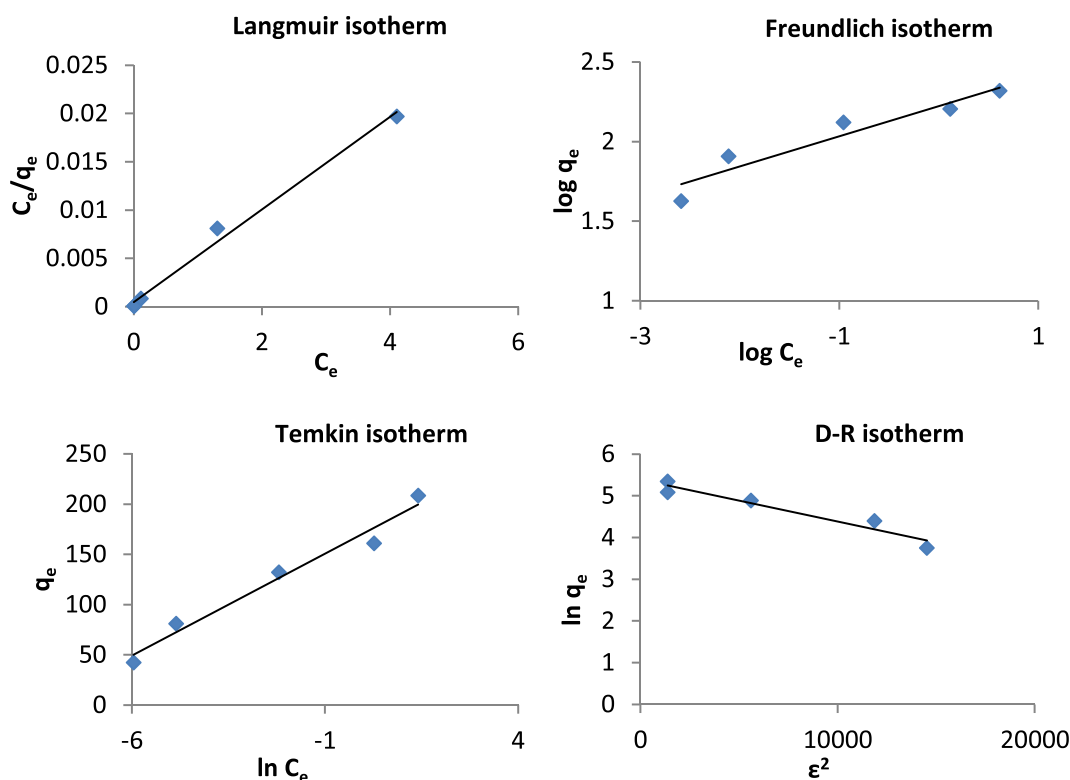 Langmuir isotherm
0.025
0.02
0.015
0.01
0.005
0
Ce/qe
0 2 4 6
Ce
Freundlich isotherm
2.5
2
1.5
1
log qe
-3 -1 1
log Ce
Temkin isotherm
250
200
150
100
50
0
qe
-6 -1 4
ln Ce
D-R isotherm
6
5
4
3
2
1
0
ln qe
0 10000 20000
ε²